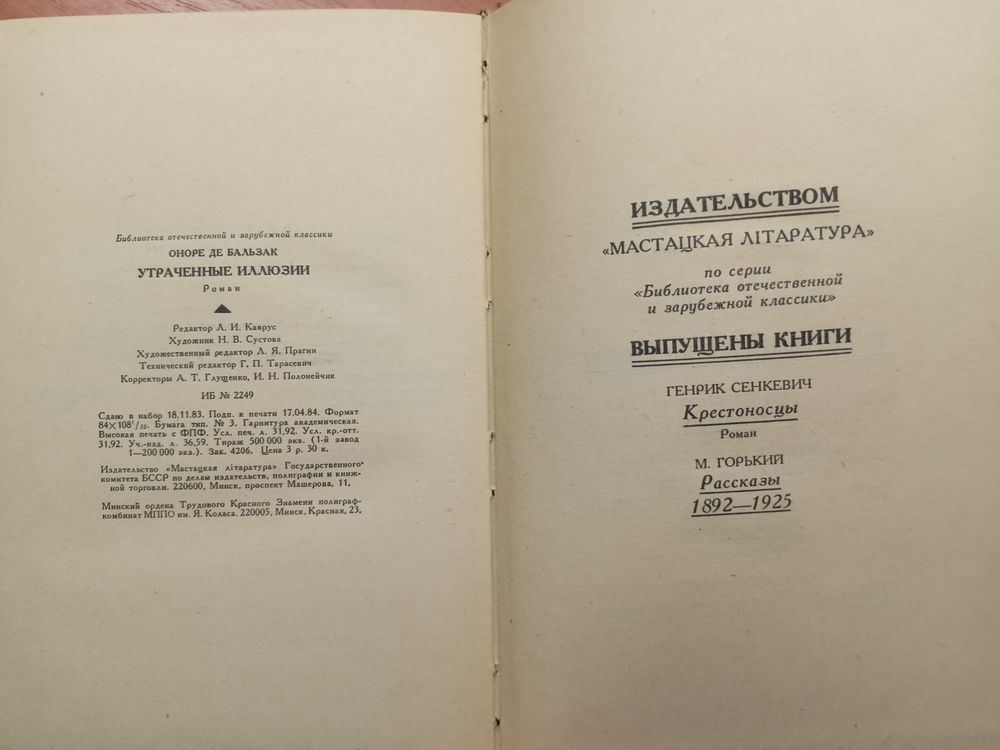 Библиотека отечественной и зарубежной классики
ОНОРЕ ДЕ БАЛЬЗАК
УТРАЧЕННЫЕ ИЛЛЮЗИИ
Роман
Редактор Л. И. Каврус
Художник Н. В. Сустова
Художественный редактор Л. Я. Прагин
Технический редактор Г. П. Тарасевич
Корректоры А. Т. Глущенко, И. Н. Полонейчик
ИБ № 2249
Сдано в набор 18.11.83. Подп. к печати 17.04.84. Формат
84×108¹/₃₂. Бумага тип. № 3. Гарнитура академическая.
Высокая печать с ФПФ. Усл. печ. л. 31,92. Усл. кр.-отт.
31,92. Уч.-изд. л. 36,59. Тираж 500 000 экз. (1-й завод
1—200 000 экз.). Зак. 4206. Цена 3 р. 30 к.
Издательство «Мастацкая літаратура» Государственного
комитета БССР по делам издательств, полиграфии и книж-
ной торговли. 220600, Минск, проспект Машерова, 11.
Минский ордена Трудового Красного Знамени полиграф-
комбинат МППО им. Я. Коласа. 220005, Минск, Красная, 23.
ИЗДАТЕЛЬСТВОМ
«МАСТАЦКАЯ ЛІТАРАТУРА»
по серии
«Библиотека отечественной
и зарубежной классики»
ВЫПУЩЕНЫ КНИГИ
ГЕНРИК СЕНКЕВИЧ
Крестоносцы
Роман
М. ГОРЬКИЙ
Рассказы
1892—1925